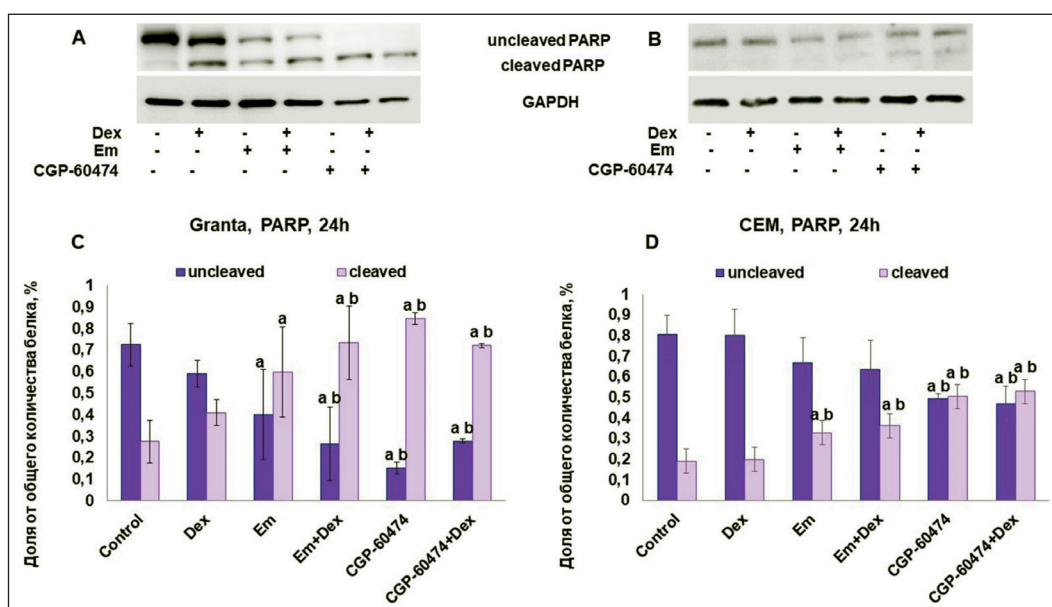 A
uncleaved PARP
cleaved PARP
GAPDH
B
Dex - + - + - +
Em - - + + - -
CGP-60474 - - - - + +
Dex - + - + - +
Em - - + + - -
CGP-60474 - - - - + +
C
Granta, PARP, 24h
uncleaved cleaved
Доля от общего количества белка, %
1
0,9
0,8
0,7
0,6
0,5
0,4
0,3
0,2
0,1
0
a a
a b a b
a b a b
a b a b
Control Dex Em Em+Dex CGP-60474 CGP-60474+Dex
D
CEM, PARP, 24h
uncleaved cleaved
Доля от общего количества белка, %
1
0,9
0,8
0,7
0,6
0,5
0,4
0,3
0,2
0,1
0
a b
a b
a b a b
a b a b
Control Dex Em Em+Dex CGP-60474 CGP-60474+Dex